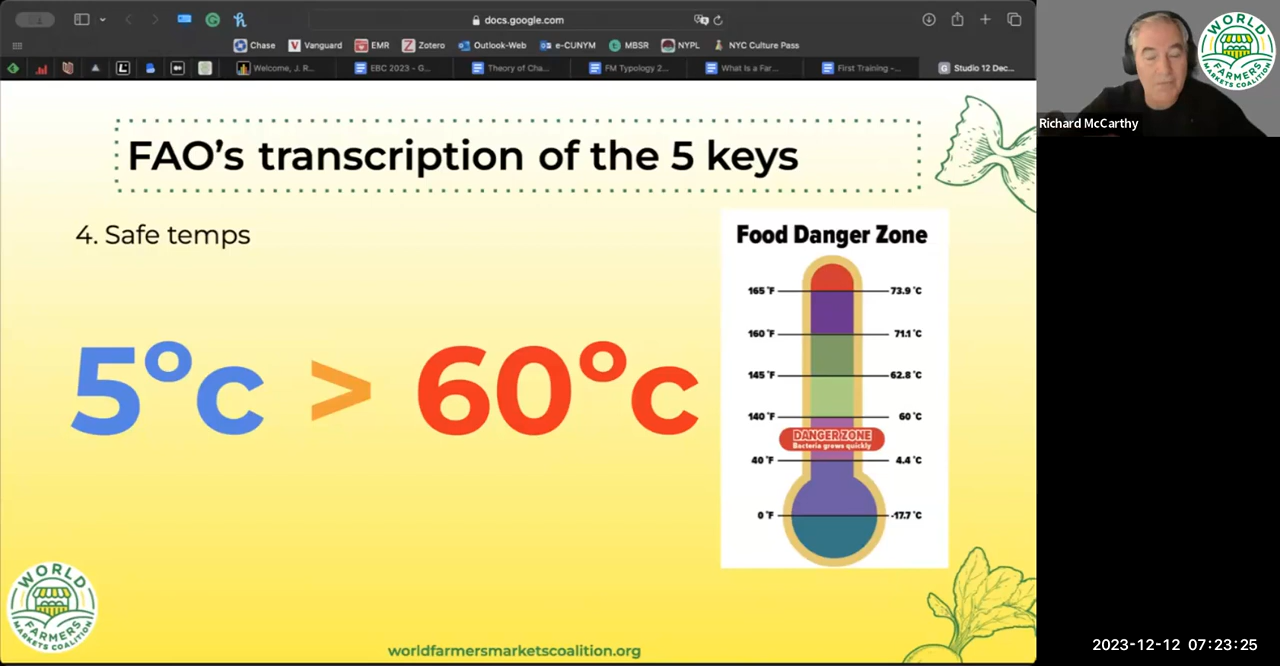 docs.google.com
Chase
Vanguard
EMR
Zotero
Outlook-Web
e-CUNYM
MBSR
NYPL
NYC Culture Pass
Welcome, J. R...
EBC 2023 - G...
Theory of Cha...
FM Typology 2...
What Is a Far...
First Training -...
Studio 12 Dec...
FAO's transcription of the 5 keys
4. Safe temps
5°c > 60°c
Food Danger Zone
165 °F 73.9 °C
160 °F 71.1 °C
145 °F 62.8 °C
140 °F 60 °C
DANGER ZONE
Bacteria grows quickly
40 °F 4.4 °C
0 °F -17.7 °C
WORLD
FARMERS
MARKETS COALITION
worldfarmersmarketscoalition.org
WORLD
FARMERS
MARKETS COALITION
Richard McCarthy
2023-12-12 07:23:25